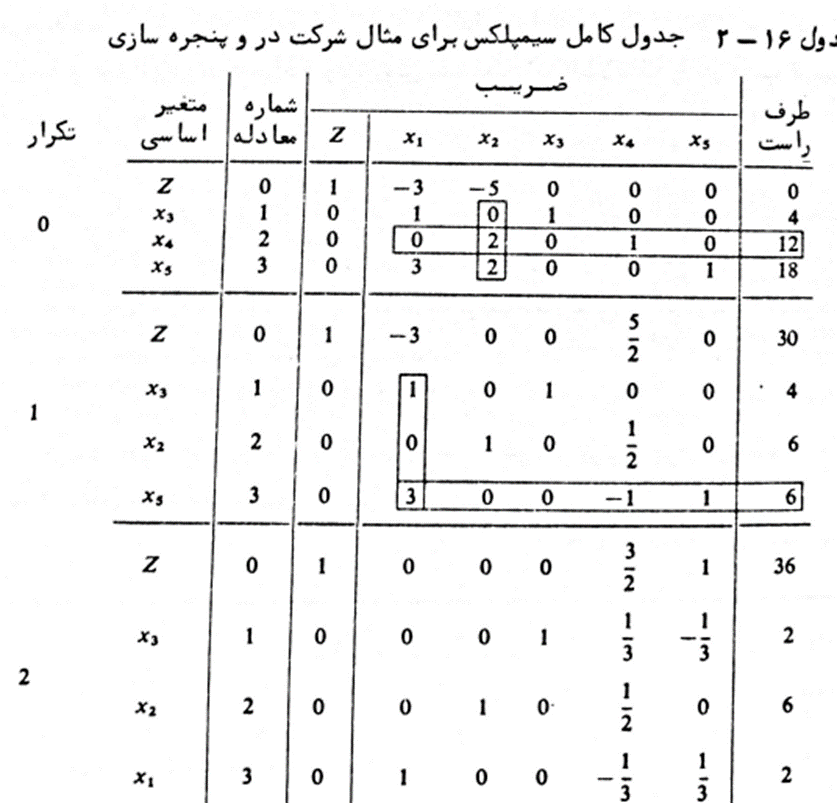 دول ۱۶ – ۲ جدول کامل سیمپلکس برای مثال شرکت در و پنجره سازی
تکرار متغیر اساسی شماره معادله ضریب طرف راست
Z x₁ x₂ x₃ x₄ x₅
0
Z 0 1 −3 −5 0 0 0 0
x₃ 1 0 1 0 1 0 0 4
x₄ 2 0 0 2 0 1 0 12
x₅ 3 0 3 2 0 0 1 18
1
Z 0 1 −3 0 0 5/2 0 30
x₃ 1 0 1 0 1 0 0 4
x₂ 2 0 0 1 0 1/2 0 6
x₅ 3 0 3 0 0 −1 1 6
2
Z 0 1 0 0 0 3/2 1 36
x₃ 1 0 0 0 1 1/3 −1/3 2
x₂ 2 0 0 1 0 1/2 0 6
x₁ 3 0 1 0 0 −1/3 1/3 2